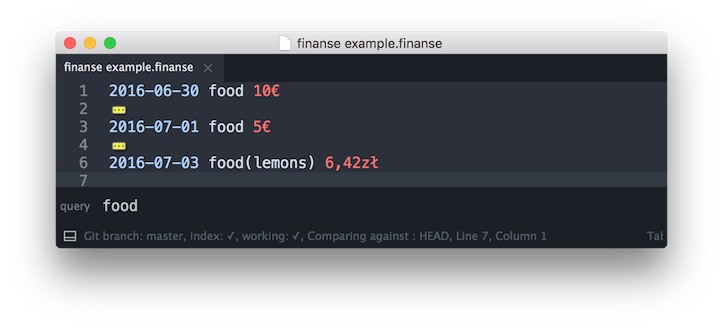 finanse example.finanse
finanse example.finanse ×
1 2016-06-30 food 10€
2
3 2016-07-01 food 5€
4
6 2016-07-03 food(lemons) 6,42zł
7
query food
Git branch: master, index: ✓, working: ✓, Comparing against : HEAD, Line 7, Column 1